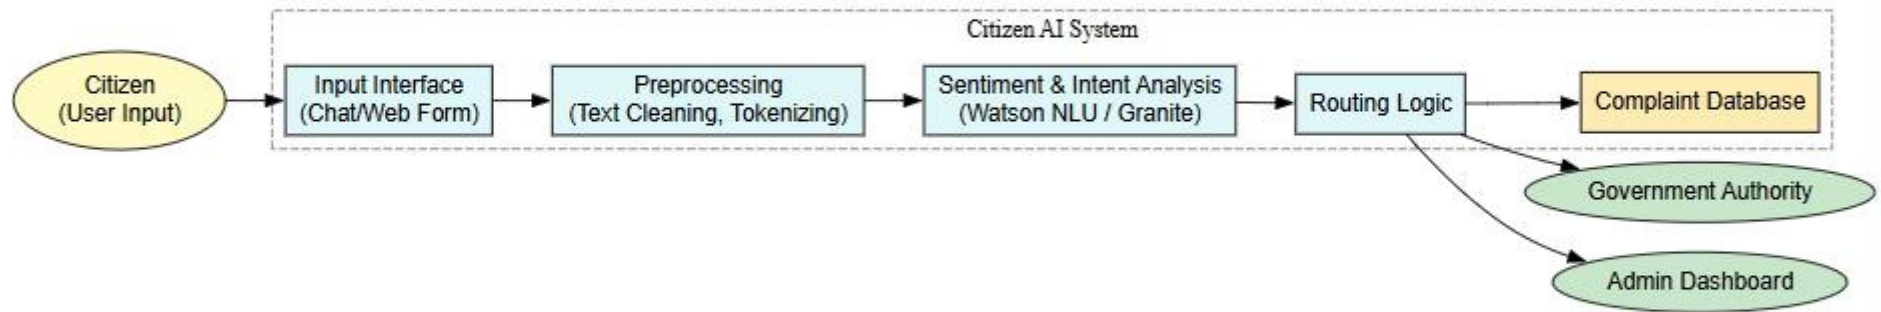 Citizen AI System
Citizen
(User Input)
Input Interface
(Chat/Web Form)
Preprocessing
(Text Cleaning, Tokenizing)
Sentiment & Intent Analysis
(Watson NLU / Granite)
Routing Logic
Complaint Database
Government Authority
Admin Dashboard